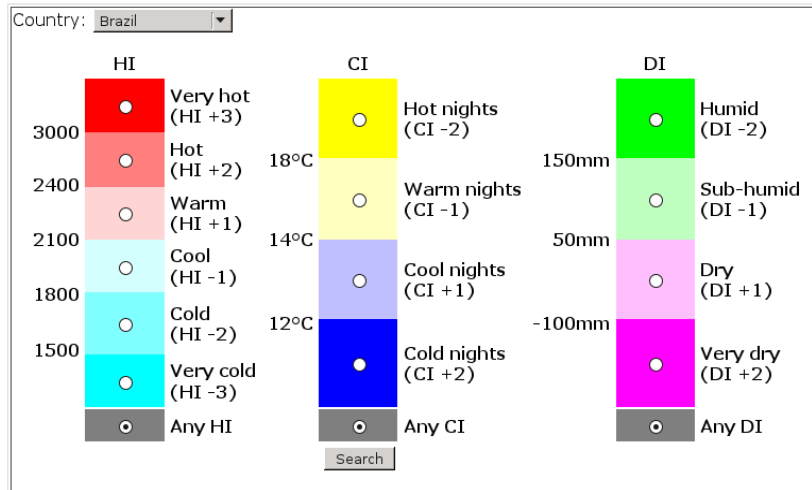 Country: Brazil
HI
CI
DI
Very hot
(HI +3)
3000
Hot
(HI +2)
2400
Warm
(HI +1)
2100
Cool
(HI -1)
1800
Cold
(HI -2)
1500
Very cold
(HI -3)
Any HI
Hot nights
(CI -2)
18°C
Warm nights
(CI -1)
14°C
Cool nights
(CI +1)
12°C
Cold nights
(CI +2)
Any CI
Humid
(DI -2)
150mm
Sub-humid
(DI -1)
50mm
Dry
(DI +1)
-100mm
Very dry
(DI +2)
Any DI
Search